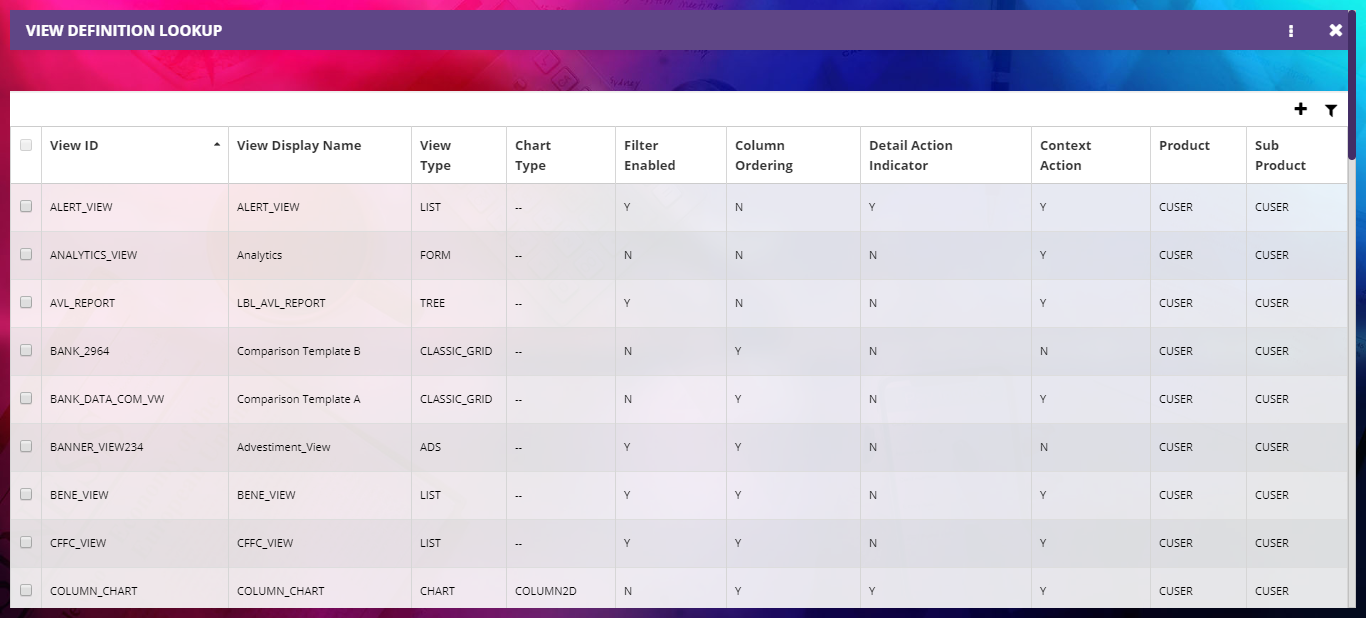 VIEW DEFINITION LOOKUP
View ID View Display Name View Type Chart Type Filter Enabled Column Ordering Detail Action Indicator Context Action Product Sub Product
ALERT_VIEW ALERT_VIEW LIST -- Y N Y Y CUSER CUSER
ANALYTICS_VIEW Analytics FORM -- N N N Y CUSER CUSER
AVL_REPORT LBL_AVL_REPORT TREE -- Y N N Y CUSER CUSER
BANK_2964 Comparison Template B CLASSIC_GRID -- N Y N N CUSER CUSER
BANK_DATA_COM_VW Comparison Template A CLASSIC_GRID -- N Y N Y CUSER CUSER
BANNER_VIEW234 Advestiment_View ADS -- Y Y N N CUSER CUSER
BENE_VIEW BENE_VIEW LIST -- Y Y N Y CUSER CUSER
CFFC_VIEW CFFC_VIEW LIST -- Y Y N Y CUSER CUSER
COLUMN_CHART COLUMN_CHART CHART COLUMN2D N Y Y Y CUSER CUSER